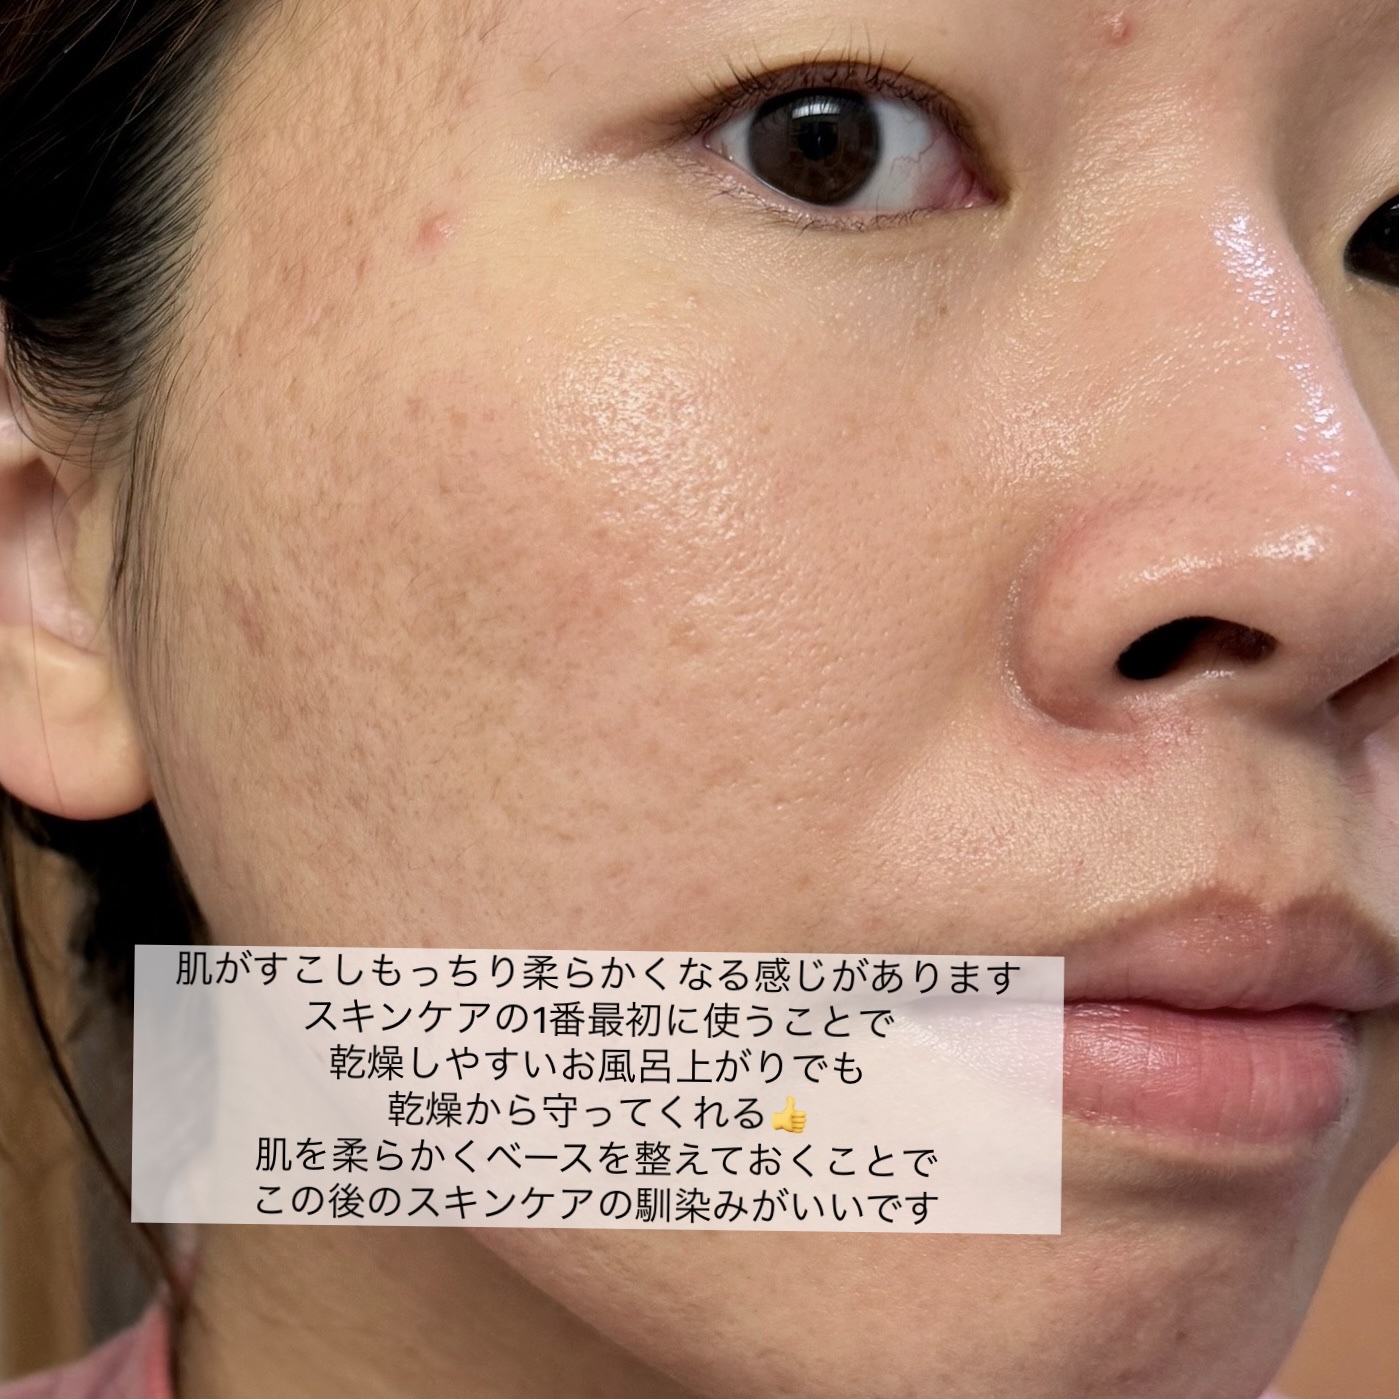 肌がすこしもっちり柔らかくなる感じがあります
スキンケアの1番最初に使うことで
乾燥しやすいお風呂上がりでも
乾燥から守ってくれる👍
肌を柔らかくベースを整えておくことで
この後のスキンケアの馴染みがいいです